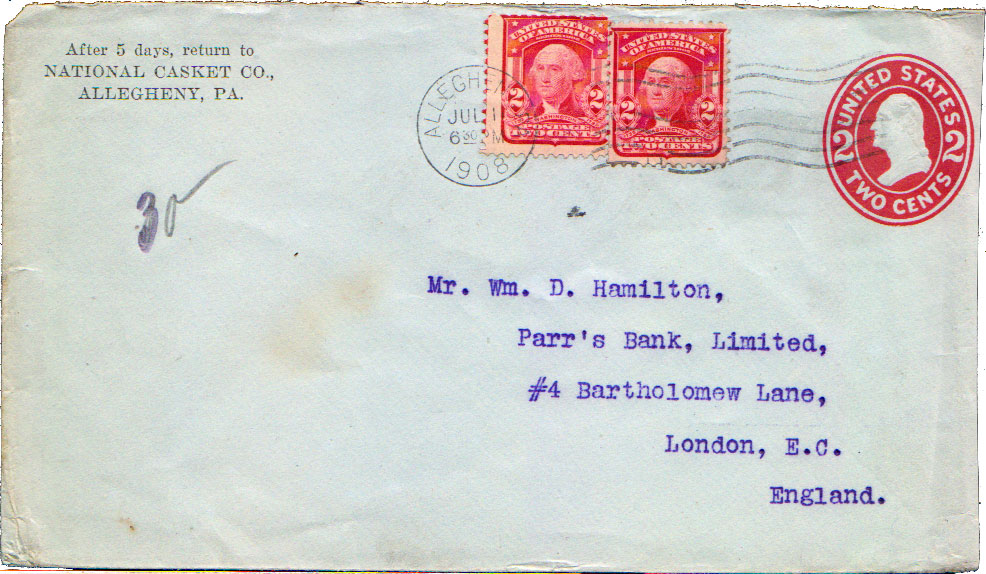 After 5 days, return to
NATIONAL CASKET CO.,
ALLEGHENY, PA.
JUL
1908
UNITED STATES
OF AMERICA
2 2
POSTAGE
TWO CENTS
UNITED STATES
OF AMERICA
2 2
POSTAGE
TWO CENTS
UNITED STATES
2 2
TWO CENTS
30
Mr. Wm. D. Hamilton,
Parr's Bank, Limited,
#4 Bartholomew Lane,
London, E.C.
England.